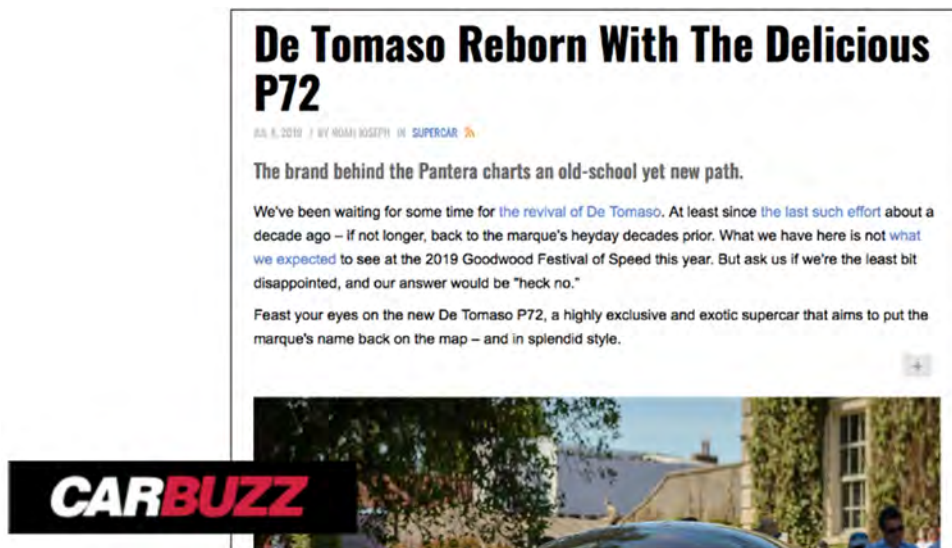 De Tomaso Reborn With The Delicious
P72
BY NOAH JOSEPH IN SUPERCAR
The brand behind the Pantera charts an old-school yet new path.
We've been waiting for some time for the revival of De Tomaso. At least since the last such effort about a
decade ago – if not longer, back to the marque's heyday decades prior. What we have here is not what
we expected to see at the 2019 Goodwood Festival of Speed this year. But ask us if we're the least bit
disappointed, and our answer would be "heck no."
Feast your eyes on the new De Tomaso P72, a highly exclusive and exotic supercar that aims to put the
marque's name back on the map – and in splendid style.
+
CARBUZZ